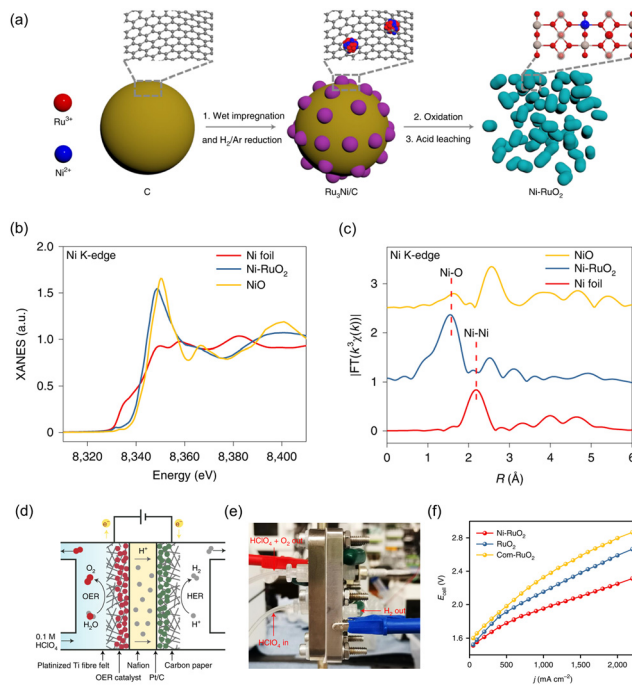 (a)
Ru³⁺
Ni²⁺
C
1. Wet impregnation
and H₂/Ar reduction
Ru₃Ni/C
2. Oxidation
3. Acid leaching
Ni-RuO₂
(b)
Ni K-edge
Ni foil
Ni-RuO₂
NiO
XANES (a.u.)
2.0
1.5
1.0
0.5
0
8,320
8,340
8,360
8,380
8,400
Energy (eV)
(c)
Ni K-edge
NiO
Ni-RuO₂
Ni foil
Ni-O
Ni-Ni
|FT(k³χ(k)|
3
2
1
0
0
1
2
3
4
5
6
R (Å)
(d)
e⁻
e⁻
H⁺
O₂
OER
H₂O
H₂
HER
H⁺
0.1 M
HClO₄
Platinized Ti fibre felt
Nafion
Carbon paper
OER catalyst
Pt/C
(e)
HClO₄ + O₂ out
H₂ out
HClO₄ in
(f)
Ni-RuO₂
RuO₂
Com-RuO₂
E cell (V)
2.8
2.4
2.0
1.6
0
500
1,000
1,500
2,000
j (mA cm⁻²)